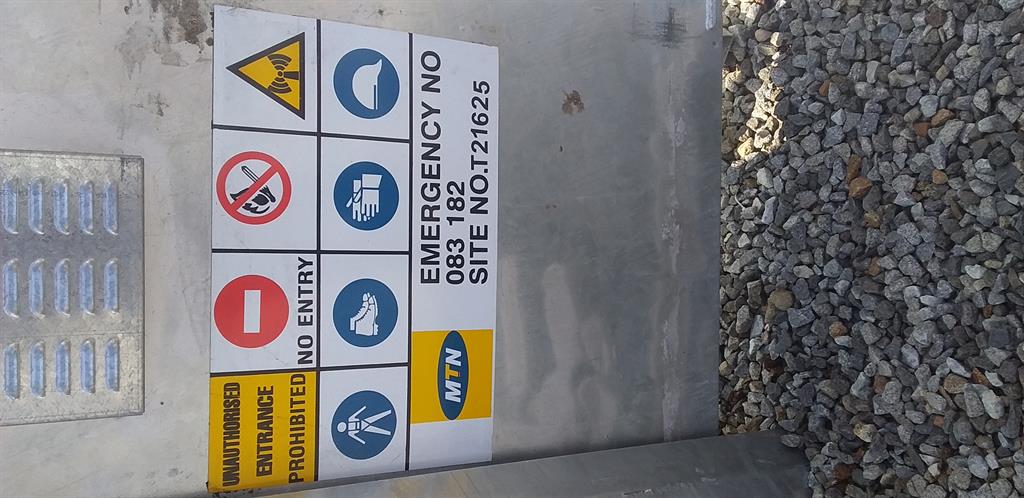 UNAUTHORISED
ENTRANCE
PROHIBITED
NO ENTRY
MTN
EMERGENCY NO
083 182
SITE NO.T21625